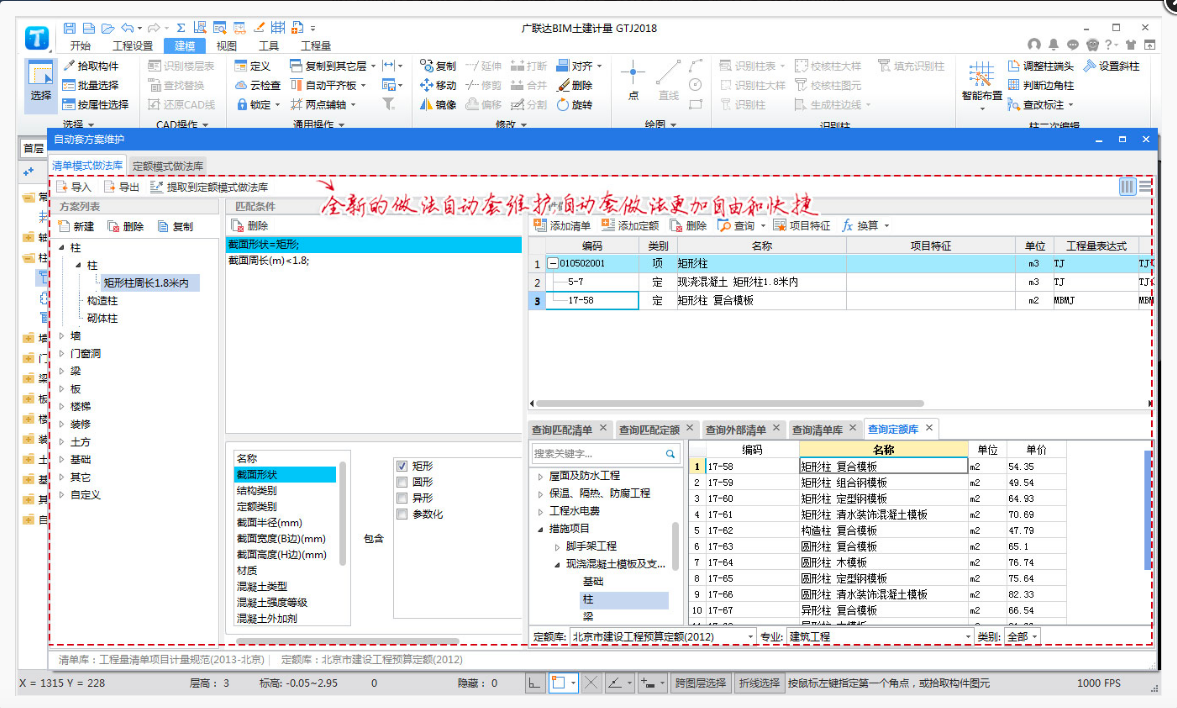 广联达BIM土建计量 GTJ2018
开始 工程设置 建模 视图 工具 工程量
选择 拾取构件 批量选择 按属性选择 选择
识别楼层表 查找替换 还原CAD线 CAD操作
定义 云检查 锁定 复制到其它层 自动平齐板 两点辅轴 通用操作
复制 移动 镜像 延伸 修剪 偏移 打断 合并 分割 对齐 删除 旋转 修改
点 直线 绘图
识别柱表 识别柱大样 识别柱 校核柱大样 校核柱图元 生成柱边线 填充识别柱 识别柱
智能布置 调整柱端头 判断边角柱 查改标注 设置斜柱 柱二次编辑
首层
自动套方案维护
清单模式做法库 定额模式做法库
导入 导出 提取到定额模式做法库
全新的做法自动套维护,自动套做法更加自由和快捷
方案列表
新建 删除 复制
柱
柱
矩形柱周长1.8米内
构造柱
砌体柱
墙
门窗洞
梁
板
楼梯
装修
土方
基础
其它
自定义
匹配条件
删除
截面形状=矩形;
截面周长(m)<1.8;
名称
截面形状
结构类别
定额类别
截面半径(mm)
截面宽度(B边)(mm)
截面高度(H边)(mm)
材质
混凝土类型
混凝土强度等级
混凝土外加剂
包含
矩形
圆形
异形
参数化
添加清单 添加定额 删除 查询 项目特征 fx 换算
编码 类别 名称 项目特征 单位 工程量表达式
1 010502001 项 矩形柱 m3 TJ
2 5-7 定 现浇混凝土 矩形柱1.8米内 m3 TJ
3 17-58 定 矩形柱 复合模板 m2 MBMJ
查询匹配清单 查询匹配定额 查询外部清单 查询清单库 查询定额库
搜索关键字...
屋面及防水工程
保温、隔热、防腐工程
工程水电费
措施项目
脚手架工程
现浇混凝土模板及支...
基础
柱
梁
编码 名称 单位 单价
1 17-58 矩形柱 复合模板 m2 54.35
2 17-59 矩形柱 组合钢模板 m2 49.54
3 17-60 矩形柱 定型钢模板 m2 64.93
4 17-61 矩形柱 清水装饰混凝土模板 m2 70.69
5 17-62 构造柱 复合模板 m2 47.79
6 17-63 圆形柱 复合模板 m2 65.1
7 17-64 圆形柱 木模板 m2 76.74
8 17-65 圆形柱 定型钢模板 m2 75.64
9 17-66 圆形柱 清水装饰混凝土模板 m2 82.33
10 17-67 异形柱 复合模板 m2 66.54
定额库: 北京市建设工程预算定额(2012) 专业: 建筑工程 类别: 全部
清单库：工程量清单项目计量规范(2013-北京) 定额库：北京市建设工程预算定额(2012)
X = 1315 Y = 228 层高： 3 标高: -0.05~2.95 0 隐藏： 0 跨图层选择 折线选择 按鼠标左键指定第一个角点，或拾取构件图元 1000 FPS